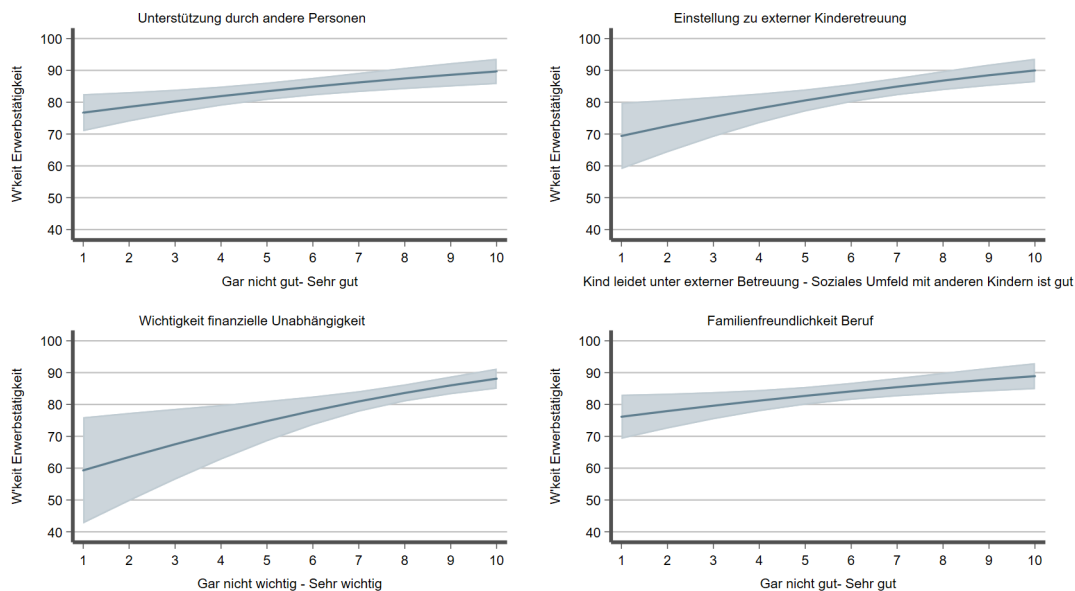 Unterstützung durch andere Personen
W'keit Erwerbstätigkeit
100
90
80
70
60
50
40
1 2 3 4 5 6 7 8 9 10
Gar nicht gut- Sehr gut
Einstellung zu externer Kinderetreuung
W'keit Erwerbstätigkeit
100
90
80
70
60
50
40
1 2 3 4 5 6 7 8 9 10
Kind leidet unter externer Betreuung - Soziales Umfeld mit anderen Kindern ist gut
Wichtigkeit finanzielle Unabhängigkeit
W'keit Erwerbstätigkeit
100
90
80
70
60
50
40
1 2 3 4 5 6 7 8 9 10
Gar nicht wichtig - Sehr wichtig
Familienfreundlichkeit Beruf
W'keit Erwerbstätigkeit
100
90
80
70
60
50
40
1 2 3 4 5 6 7 8 9 10
Gar nicht gut- Sehr gut